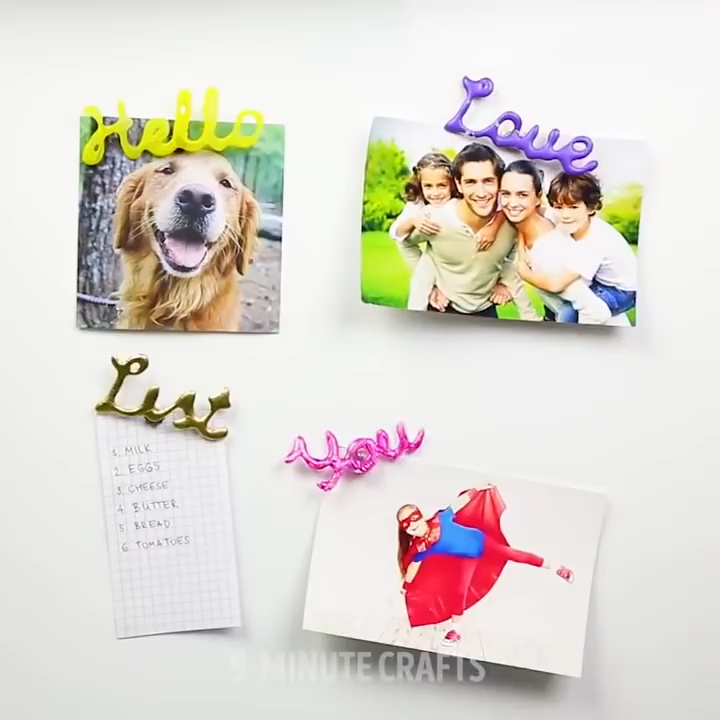 Hello
Love
List
1. MILK
2. EGGS
3. CHEESE
4. BUTTER
5. BREAD
6. TOMATOES
You
5-MINUTE CRAFTS